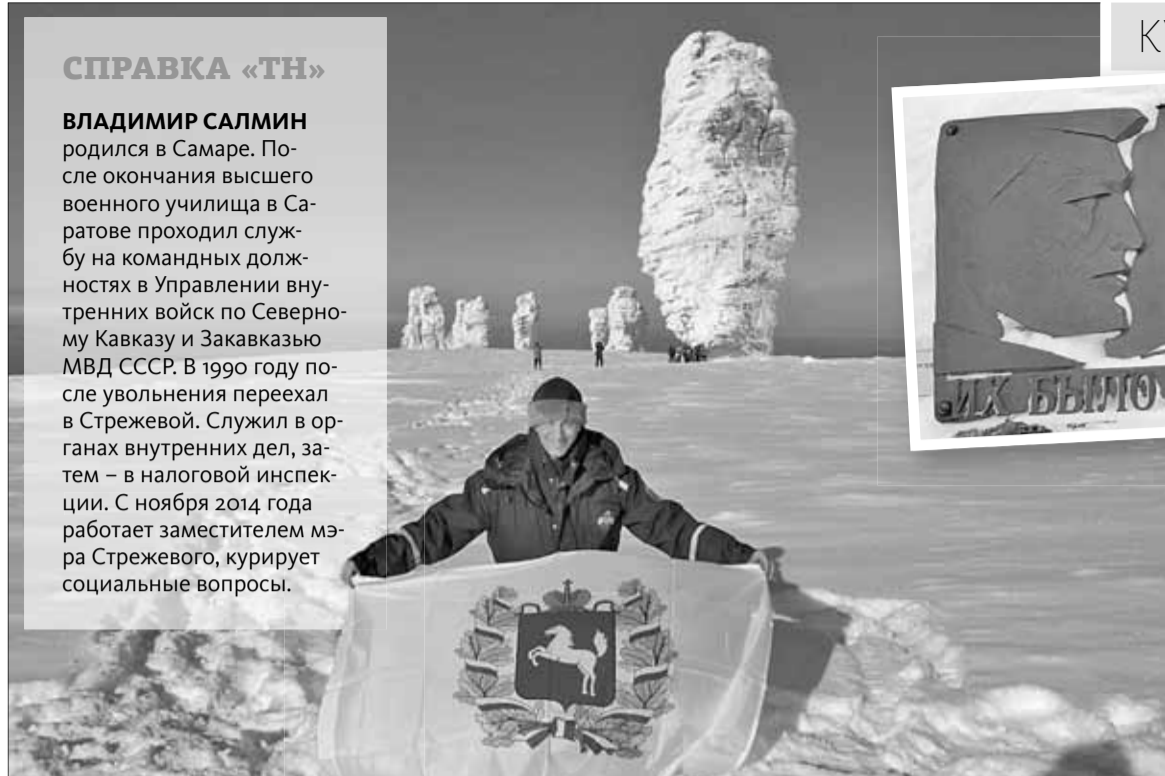 СПРАВКА «ТН»
ВЛАДИМИР САЛМИН
родился в Самаре. По-
сле окончания высшего
военного училища в Са-
ратове проходил служ-
бу на командных долж-
ностях в Управлении вну-
тренних войск по Северно-
му Кавказу и Закавказью
МВД СССР. В 1990 году по-
сле увольнения переехал
в Стрежевой. Служил в ор-
ганах внутренних дел, за-
тем – в налоговой инспек-
ции. С ноября 2014 года
работает заместителем мэ-
ра Стрежевого, курирует
социальные вопросы.
ИХ БЫЛО